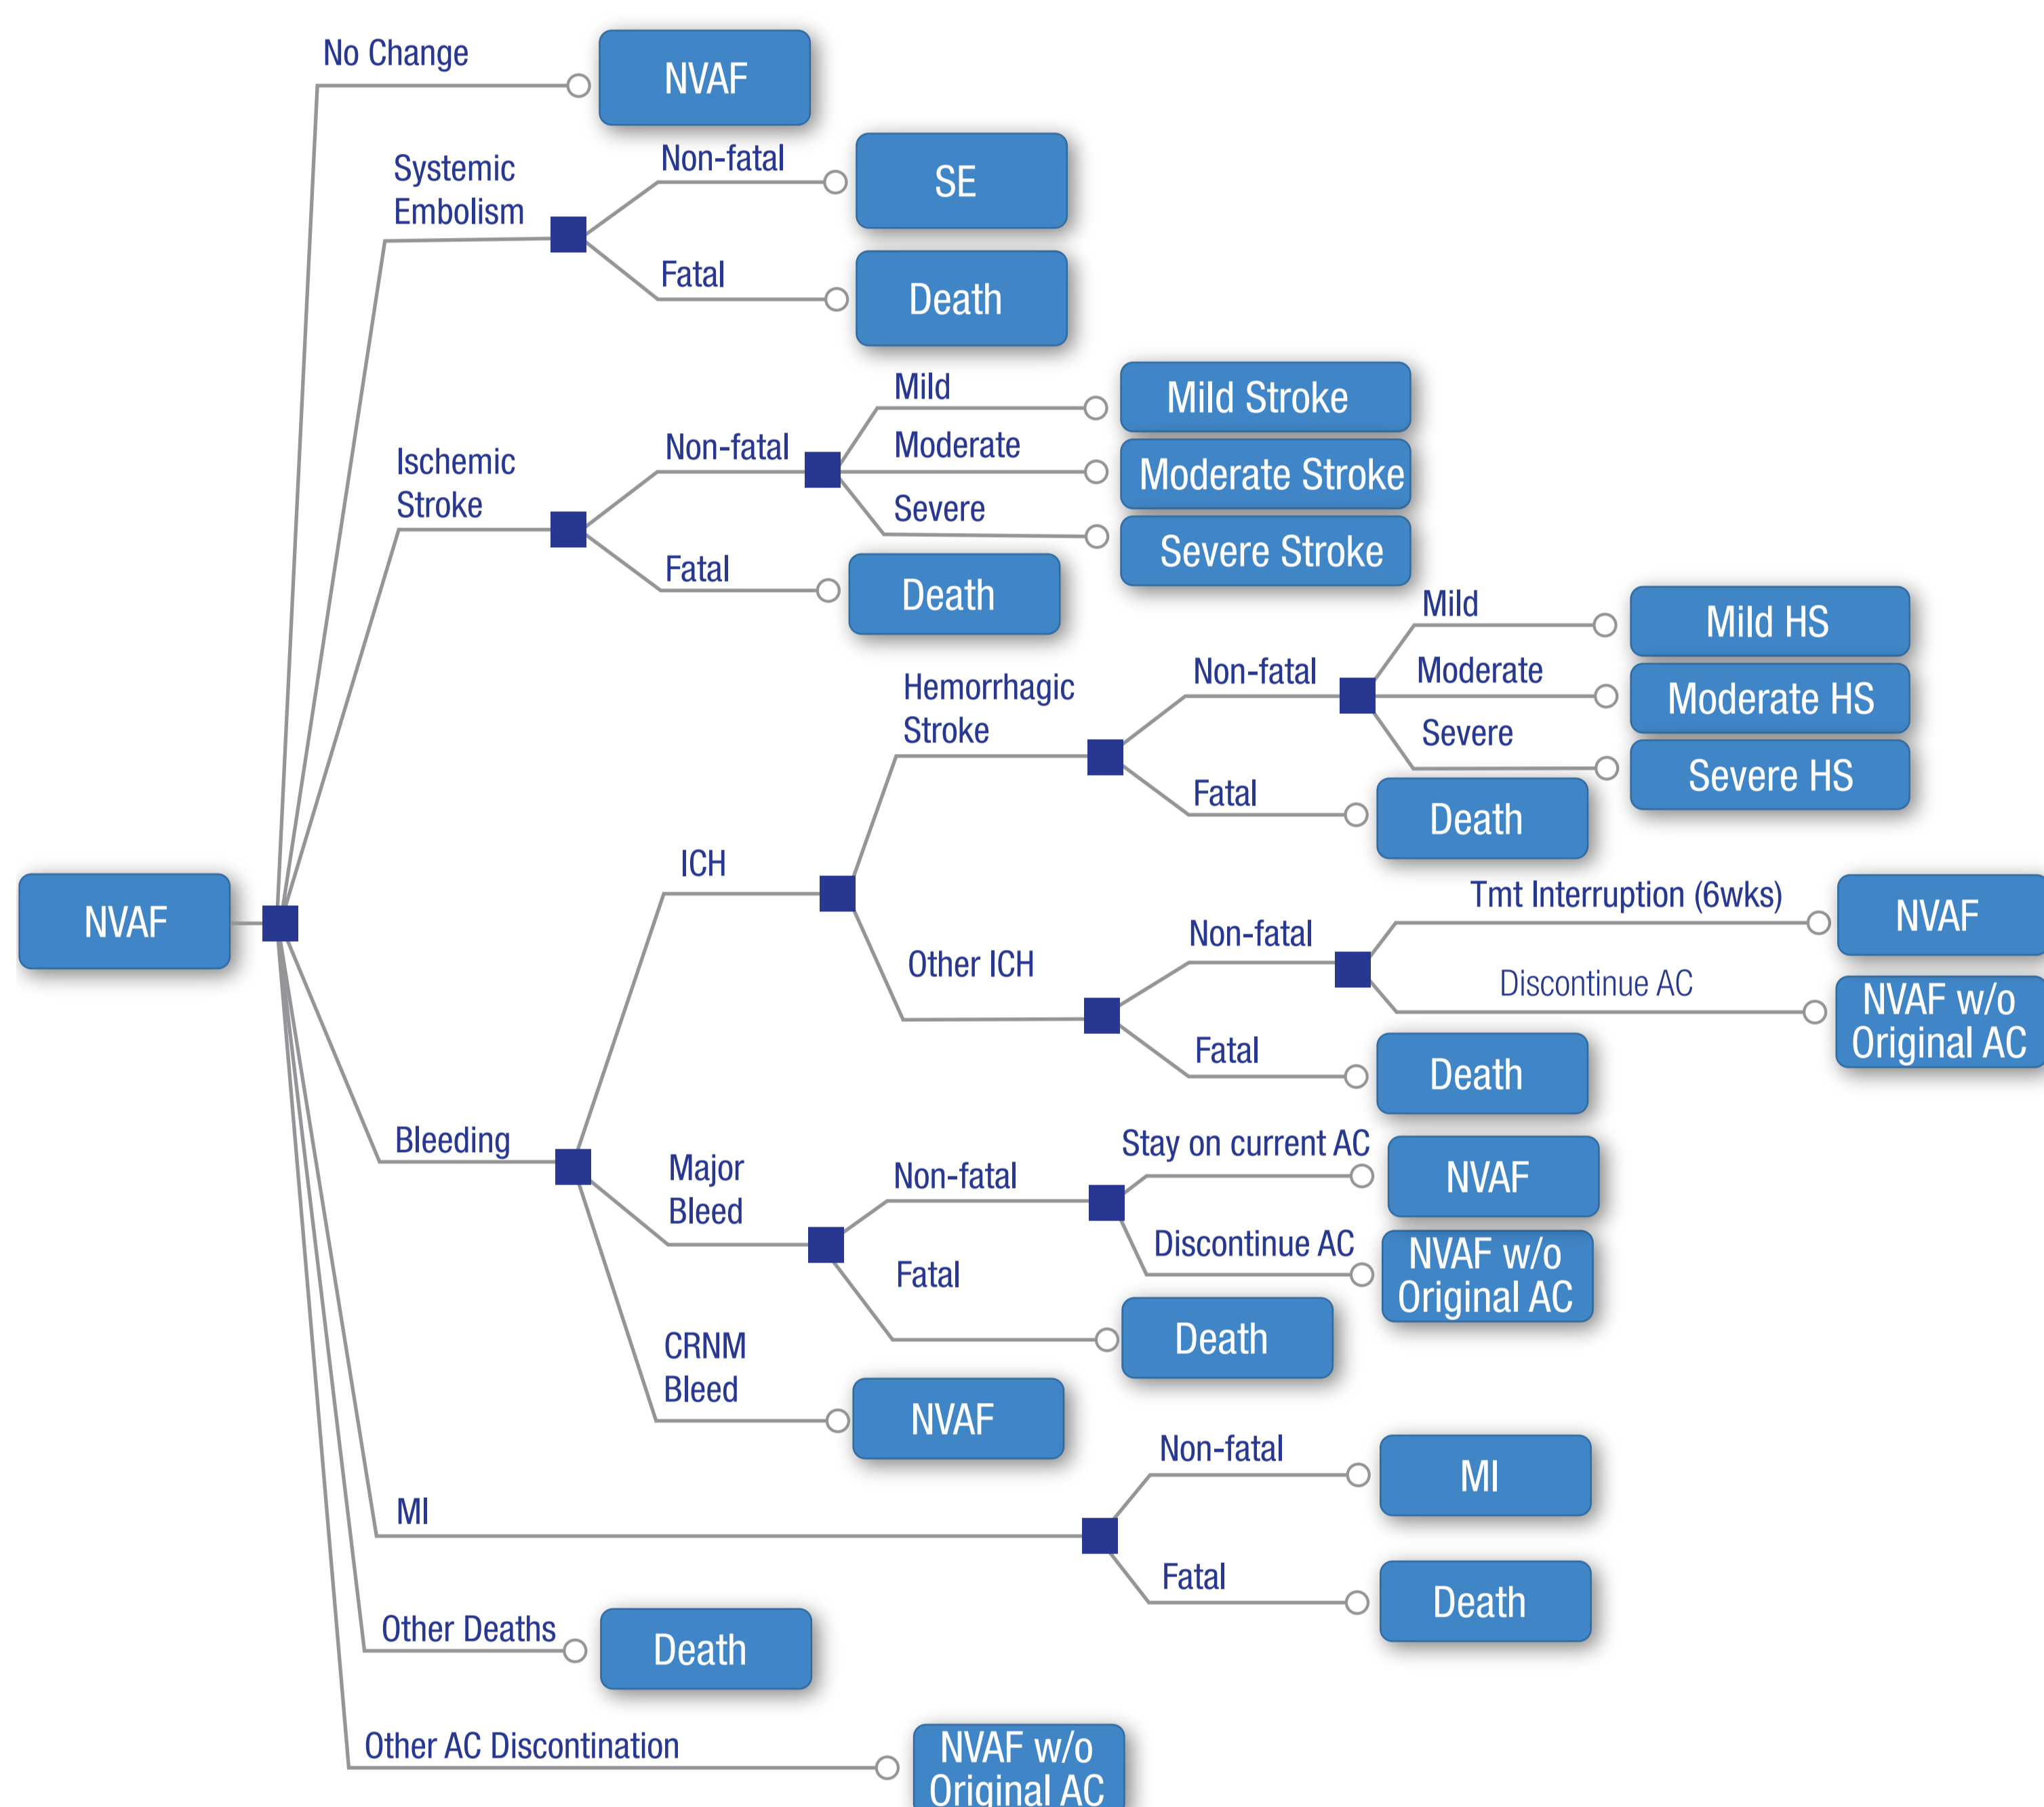 No Change
NVAF
Systemic
Embolism
Non-fatal
SE
Fatal
Death
Ischemic
Stroke
Non-fatal
Mild
Mild Stroke
Moderate
Moderate Stroke
Severe
Severe Stroke
Fatal
Death
NVAF
Bleeding
ICH
Hemorrhagic
Stroke
Non-fatal
Mild
Mild HS
Moderate
Moderate HS
Severe
Severe HS
Fatal
Death
Other ICH
Non-fatal
Tmt Interruption (6wks)
NVAF
Discontinue AC
NVAF w/o
Original AC
Fatal
Death
Major
Bleed
Non-fatal
Stay on current AC
NVAF
Discontinue AC
NVAF w/o
Original AC
Fatal
Death
CRNM
Bleed
NVAF
MI
Non-fatal
MI
Fatal
Death
Other Deaths
Death
Other AC Discontination
NVAF w/o
Original AC